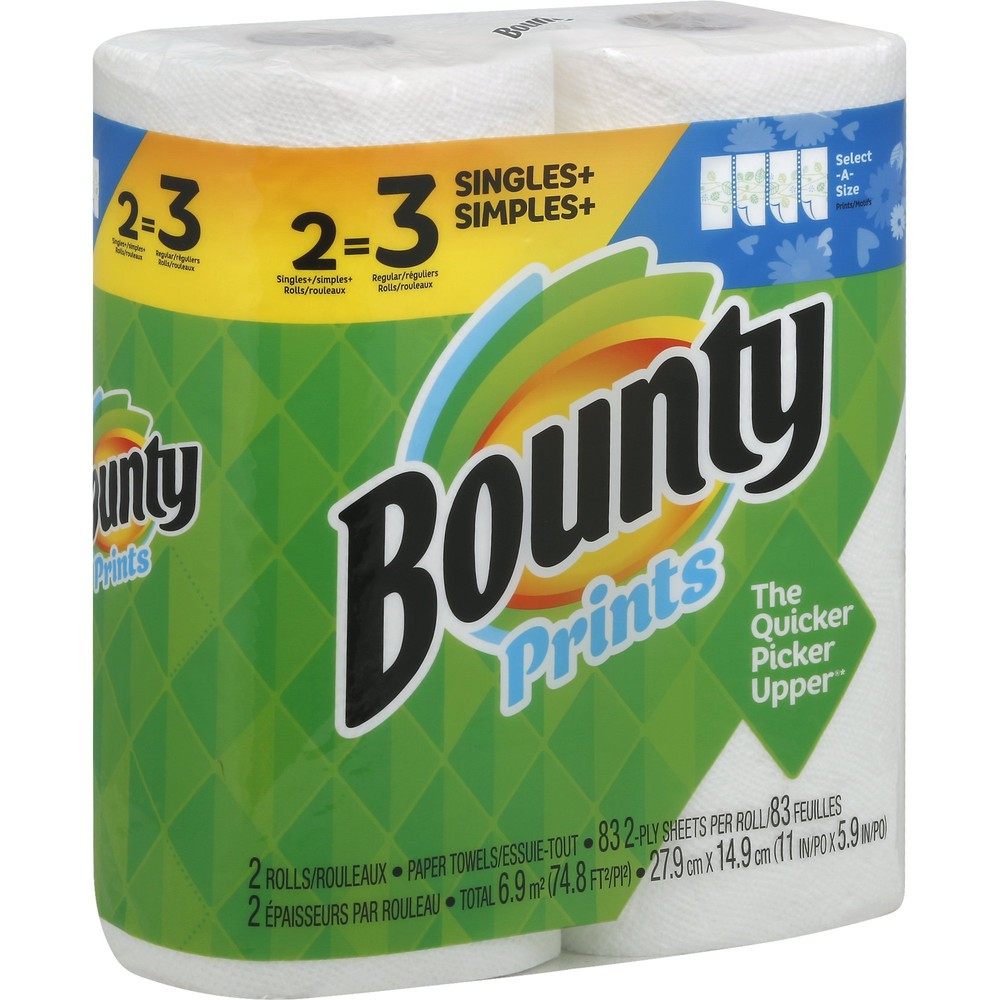 Bounty
2=3
Singles+/simples+
Rolls/rouleaux
Regular/réguliers
Rolls/rouleaux
2=3
Singles+/simples+
Rolls/rouleaux
Regular/réguliers
Rolls/rouleaux
SINGLES+
SIMPLES+
Select
-A-
Size
Prints/Motifs
Bounty
Prints
ounty
Prints
The
Quicker
Picker
Upper®*
2 ROLLS/ROULEAUX • PAPER TOWELS/ESSUIE-TOUT • 83 2-PLY SHEETS PER ROLL/83 FEUILLES
2 ÉPAISSEURS PAR ROULEAU • TOTAL 6.9 m² (74.8 FT²/PI²) • 27.9 cm X 14.9 cm (11 IN/PO X 5.9 IN/PO)